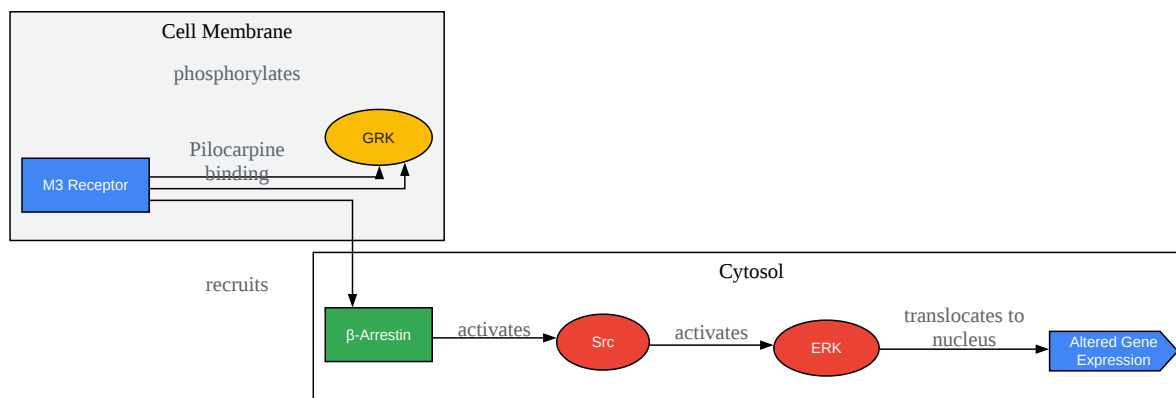 Cell Membrane
phosphorylates
GRK
Pilocarpine
binding
M3 Receptor
recruits
Cytosol
β-Arrestin
activates
Src
activates
ERK
translocates to
nucleus
Altered Gene
Expression